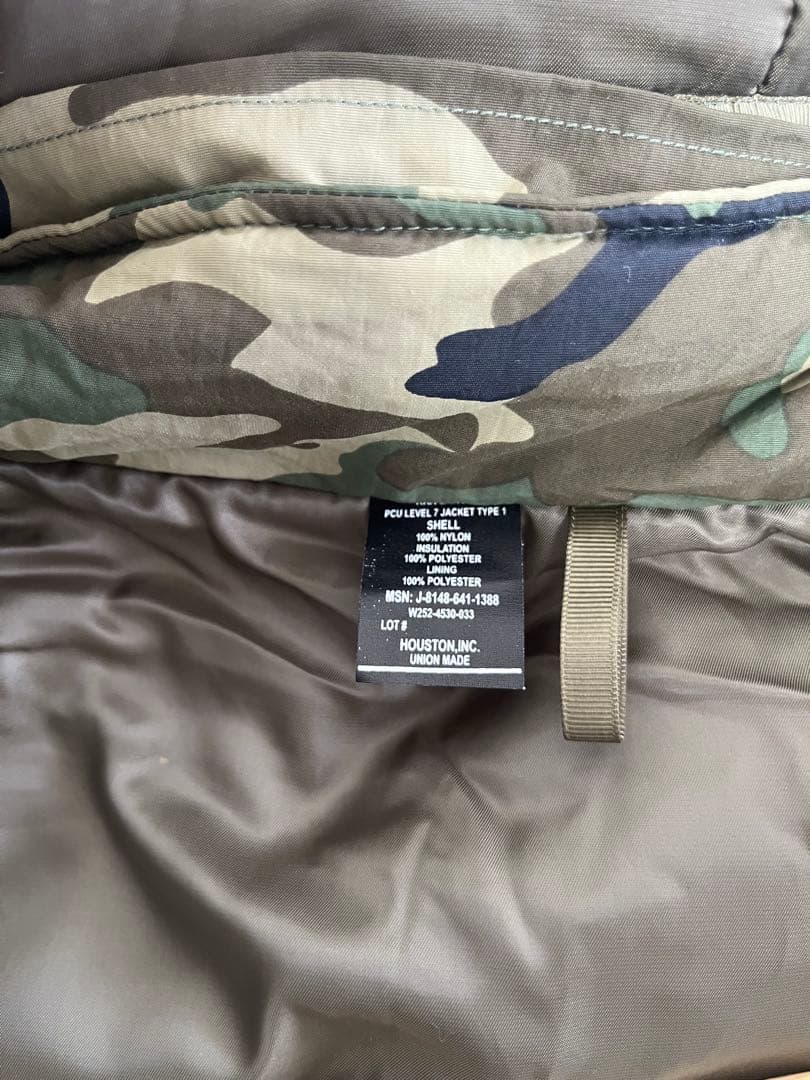 PCU LEVEL 7 JACKET TYPE 1
SHELL
100% NYLON
INSULATION
100% POLYESTER
LINING
100% POLYESTER
MSN: J-8148-641-1388
W252-4530-033
LOT #
HOUSTON,INC.
UNION MADE